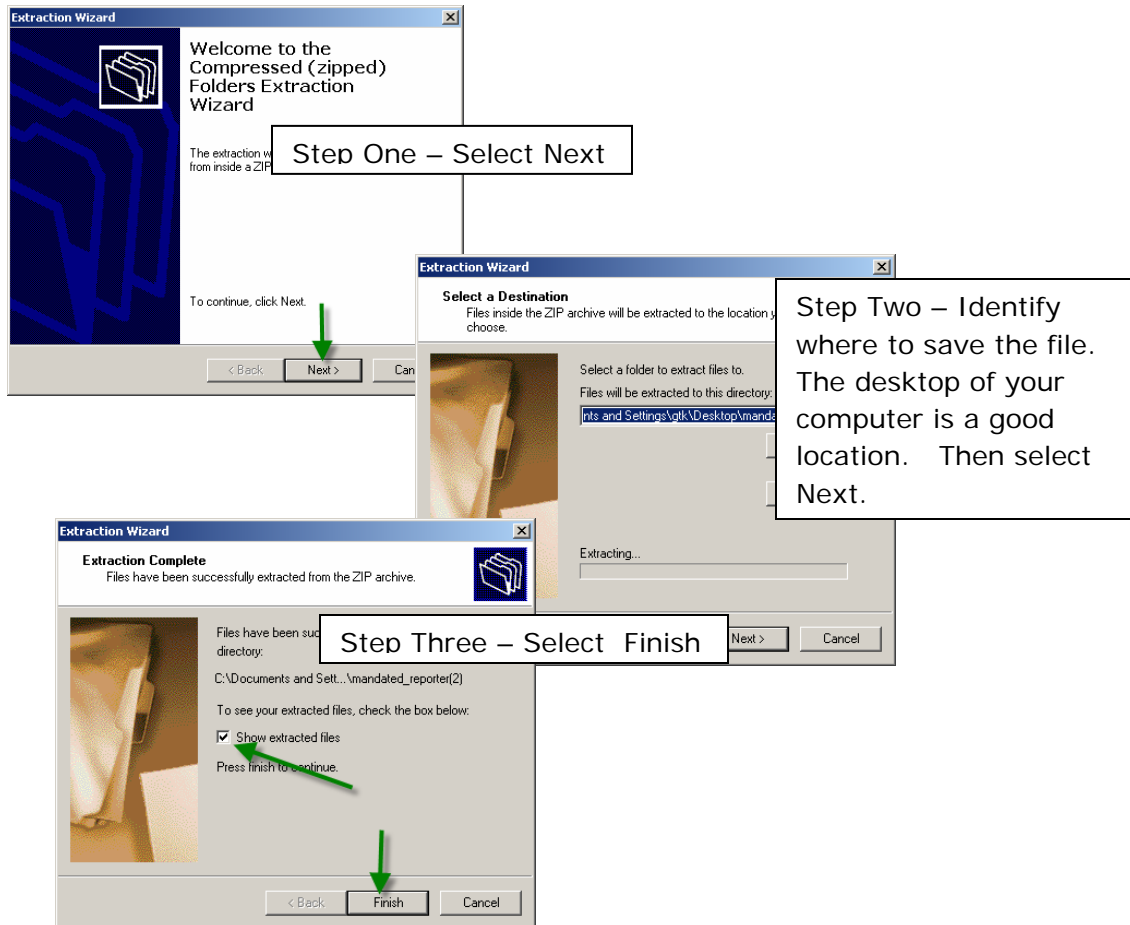 Extraction Wizard
Welcome to the
Compressed (zipped)
Folders Extraction
Wizard
The extraction
from inside a ZIP
Step One – Select Next
To continue, click Next.
< Back
Next >
Extraction Wizard
Select a Destination
Files inside the ZIP archive will be extracted to the location
choose.
Select a folder to extract files to.
Files will be extracted to this directory:
and Settings\gtk\Desktop\
Extracting...
Next >
Cancel
Step Two – Identify
where to save the file.
The desktop of your
computer is a good
location. Then select
Next.
Extraction Wizard
Extraction Complete
Files have been successfully extracted from the ZIP archive.
Files have been
directory:
Step Three – Select Finish
C:\Documents and Sett...\mandated_reporter(2)
To see your extracted files, check the box below:
Show extracted files
Press finish to continue.
< Back
Finish
Cancel